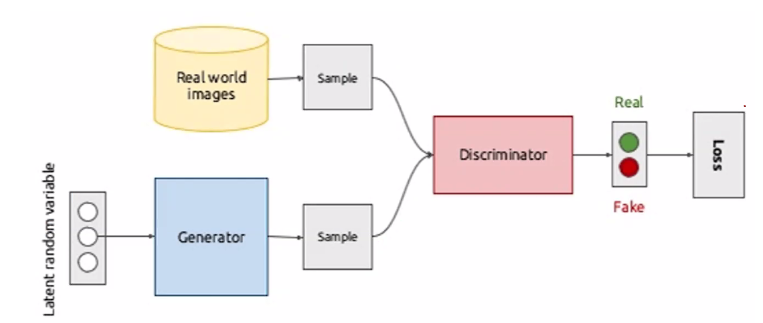 Real world
images
Sample
Real
Discriminator
Loss
Fake
Latent random variable
Generator
Sample